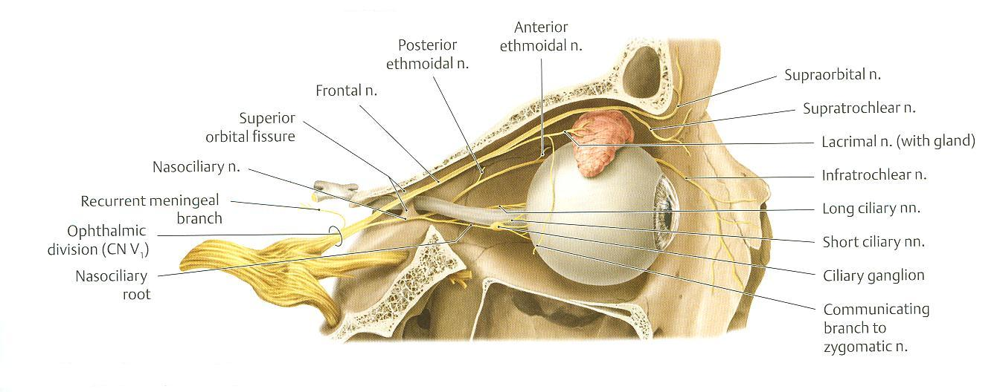 Anterior
ethmoidal n.
Posterior
ethmoidal n.
Frontal n.
Superior
orbital fissure
Nasociliary n.
Recurrent meningeal
branch
Ophthalmic
division (CN V₁)
Nasociliary
root
Supraorbital n.
Supratrochlear n.
Lacrimal n. (with gland)
Infratrochlear n.
Long ciliary nn.
Short ciliary nn.
Ciliary ganglion
Communicating
branch to
zygomatic n.